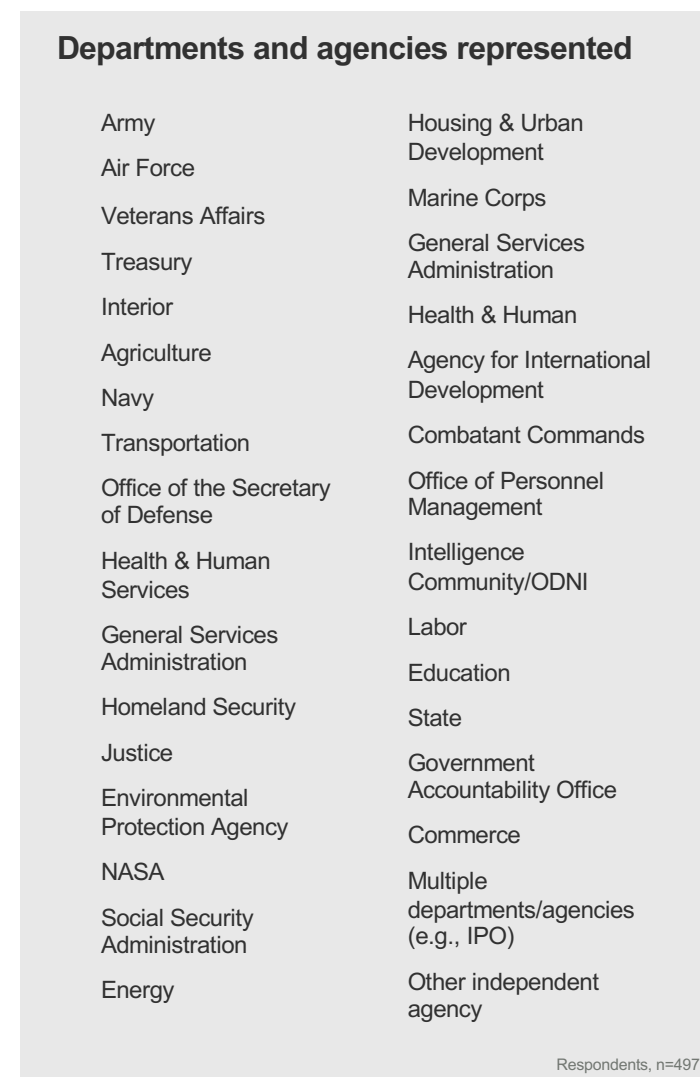 Departments and agencies represented
Army
Air Force
Veterans Affairs
Treasury
Interior
Agriculture
Navy
Transportation
Office of the Secretary
of Defense
Health & Human
Services
General Services
Administration
Homeland Security
Justice
Environmental
Protection Agency
NASA
Social Security
Administration
Energy
Housing & Urban
Development
Marine Corps
General Services
Administration
Health & Human
Agency for International
Development
Combatant Commands
Office of Personnel
Management
Intelligence
Community/ODNI
Labor
Education
State
Government
Accountability Office
Commerce
Multiple
departments/agencies
(e.g., IPO)
Other independent
agency
Respondents, n=497